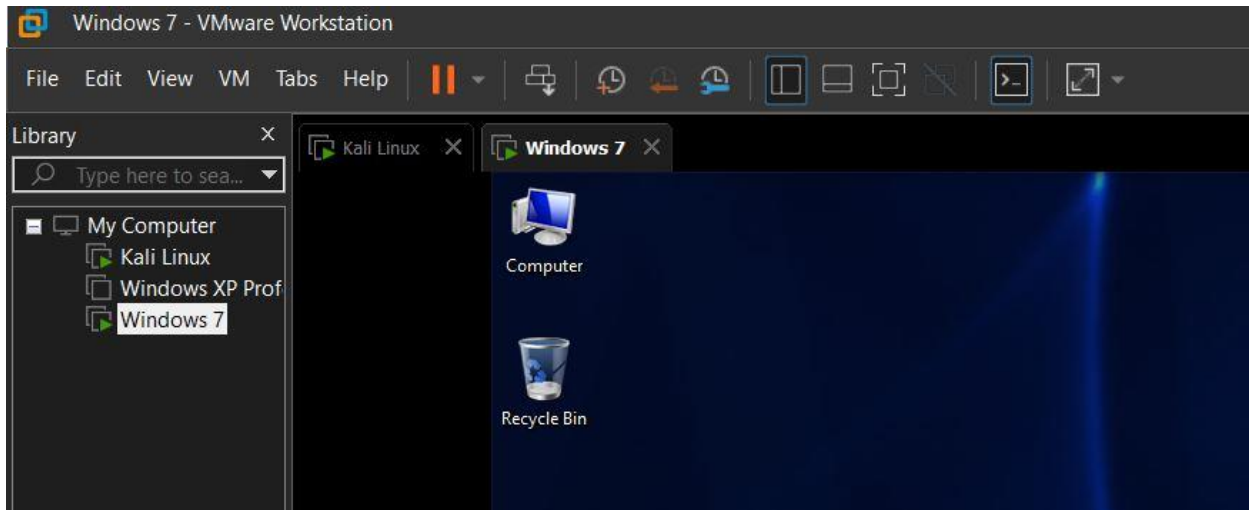 Windows 7 - VMware Workstation
File Edit View VM Tabs Help
Library
Type here to sea...
Kali Linux
Windows 7
My Computer
Kali Linux
Windows XP Prof
Windows 7
Computer
Recycle Bin